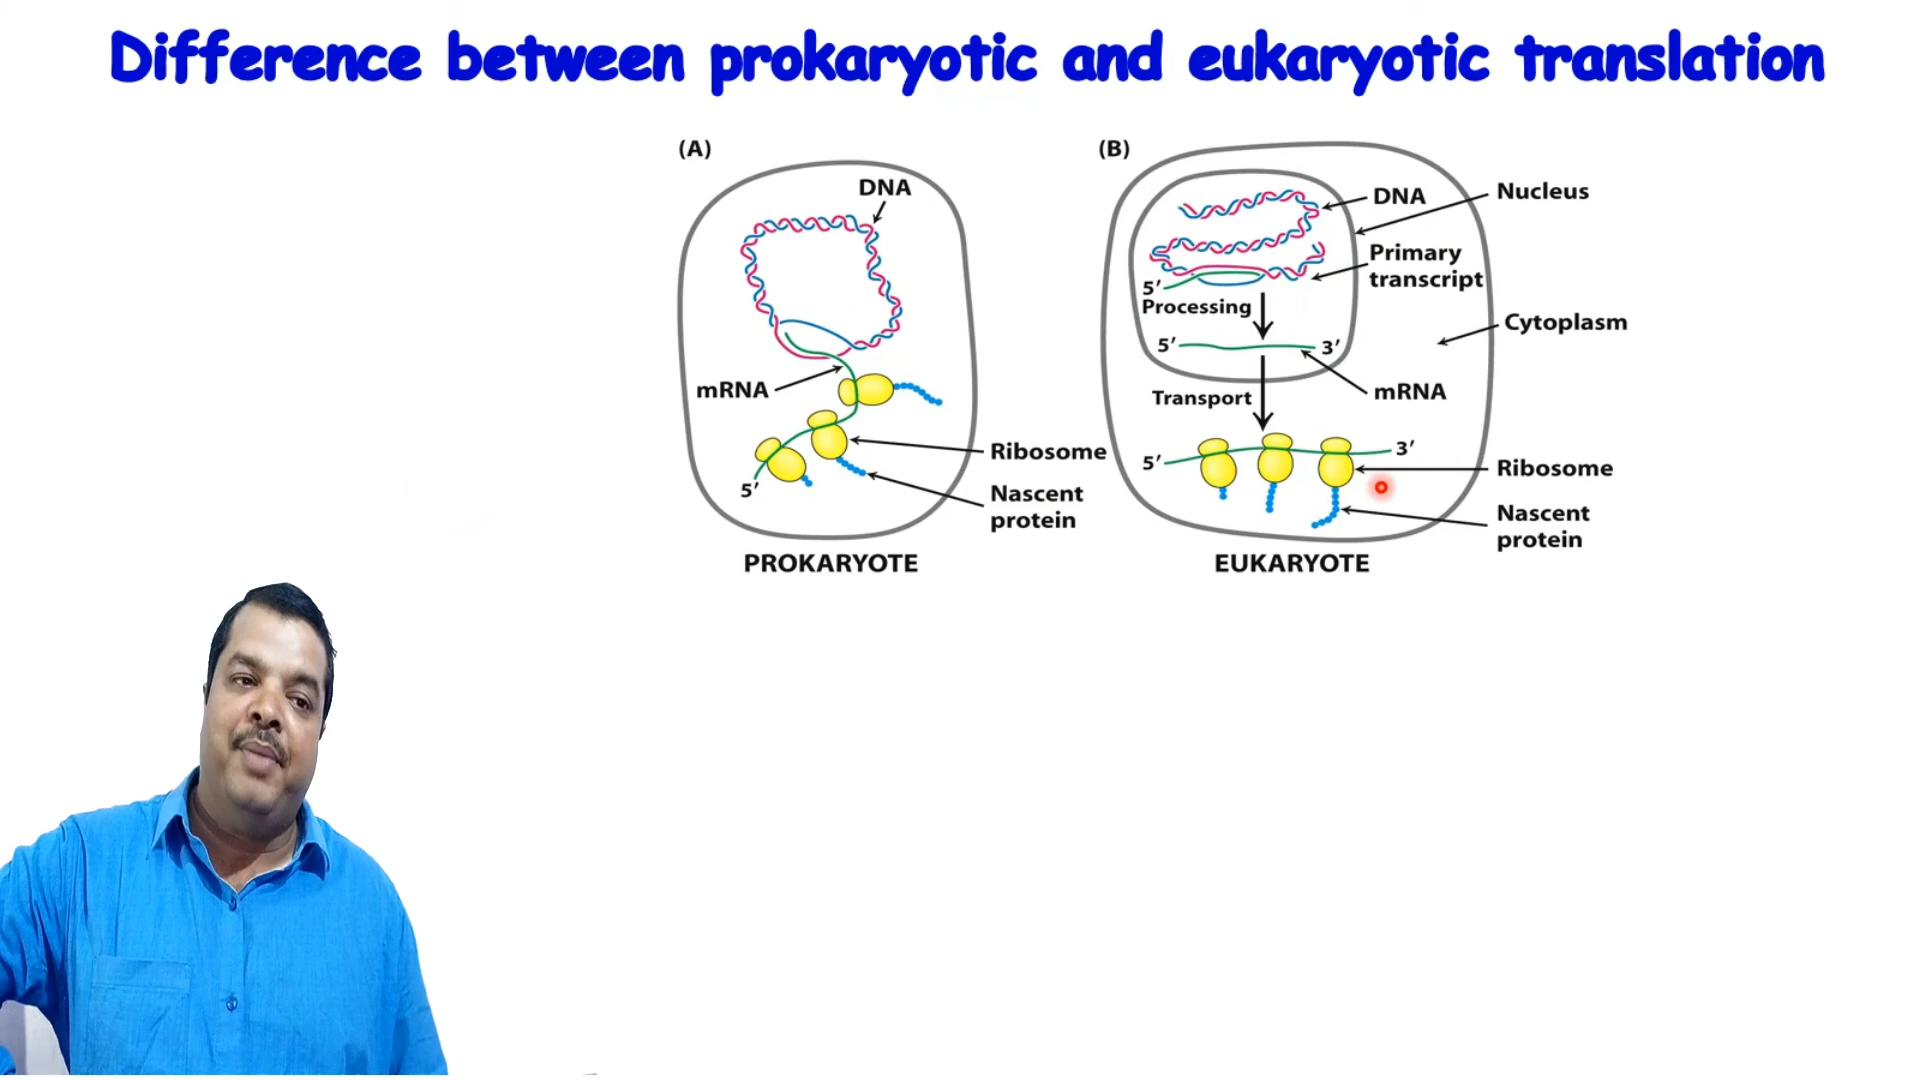 Difference between prokaryotic and eukaryotic translation
(A)
DNA
mRNA
Ribosome
Nascent
protein
5′
PROKARYOTE
(B)
DNA
Nucleus
Primary
transcript
5′
Processing
Cytoplasm
5′
3′
mRNA
Transport
5′
3′
Ribosome
Nascent
protein
EUKARYOTE